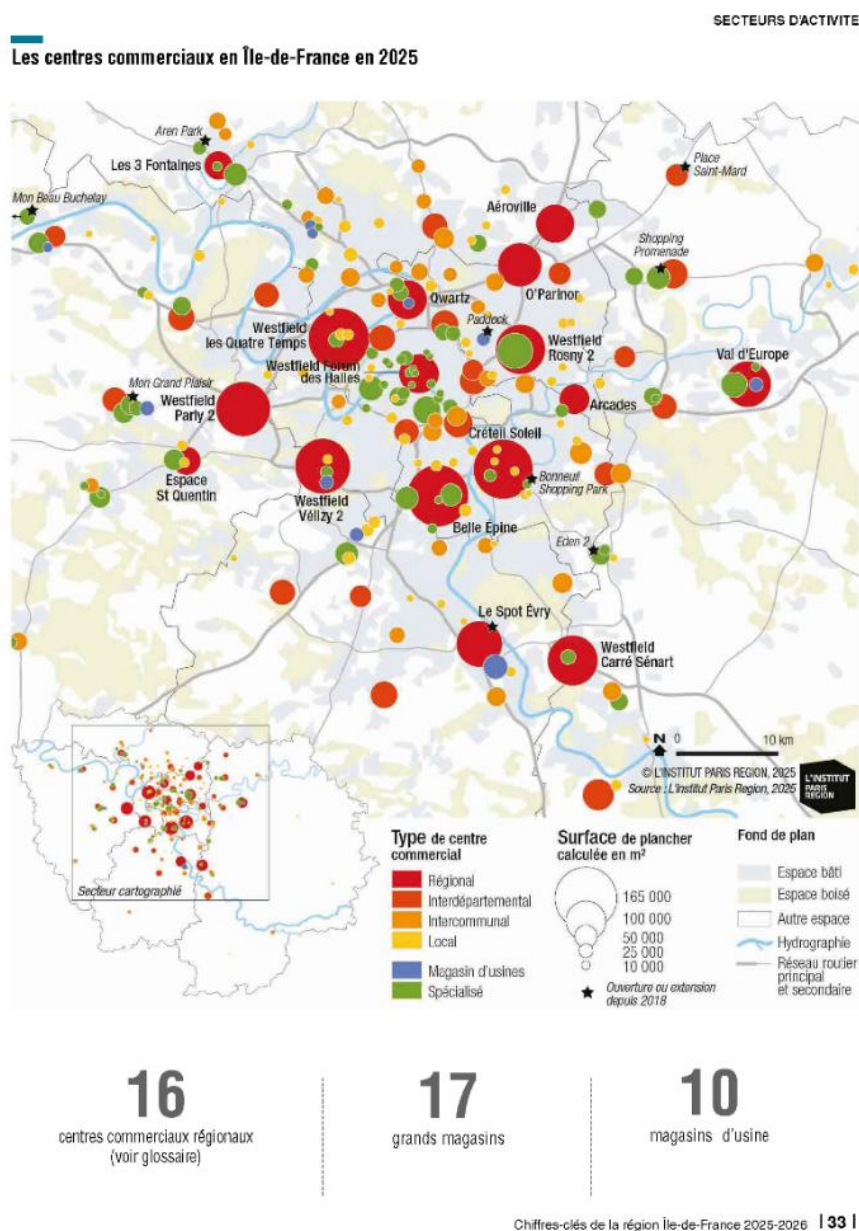 SECTEURS D'ACTIVITE
Les centres commerciaux en Île-de-France en 2025
Aren Park
Les 3 Fontaines
Place
Saint-Mard
Mon Beau Buchelay
Aéroville
Shopping
Promenade
Qwartz
O'Parinor
Westfield
les Quatre Temps
Paddock
Westfield
Rosny 2
Westfield Forum
des Halles
Val d'Europe
Mon Grand Plaisir
Westfield
Parly 2
Arcades
Créteil Soleil
Espace
St Quentin
Westfield
Vélizy 2
Bonneuil
Shopping Park
Belle Épine
Eden 2
Le Spot Évry
Westfield
Carré Sénart
N
0 10 km
© L'INSTITUT PARIS REGION, 2025
Source : L'Institut Paris Region, 2025
L'INSTITUT
PARIS
REGION
Secteur cartographié
Type de centre
commercial
Régional
Interdépartemental
Intercommunal
Local
Magasin d'usines
Spécialisé
Surface de plancher
calculée en m²
165 000
100 000
50 000
25 000
10 000
Ouverture ou extension
depuis 2018
Fond de plan
Espace bâti
Espace boisé
Autre espace
Hydrographie
Réseau routier
principal
et secondaire
16
centres commerciaux régionaux
(voir glossaire)
17
grands magasins
10
magasins d'usine
Chiffres-clés de la région Île-de-France 2025-2026 | 33 |